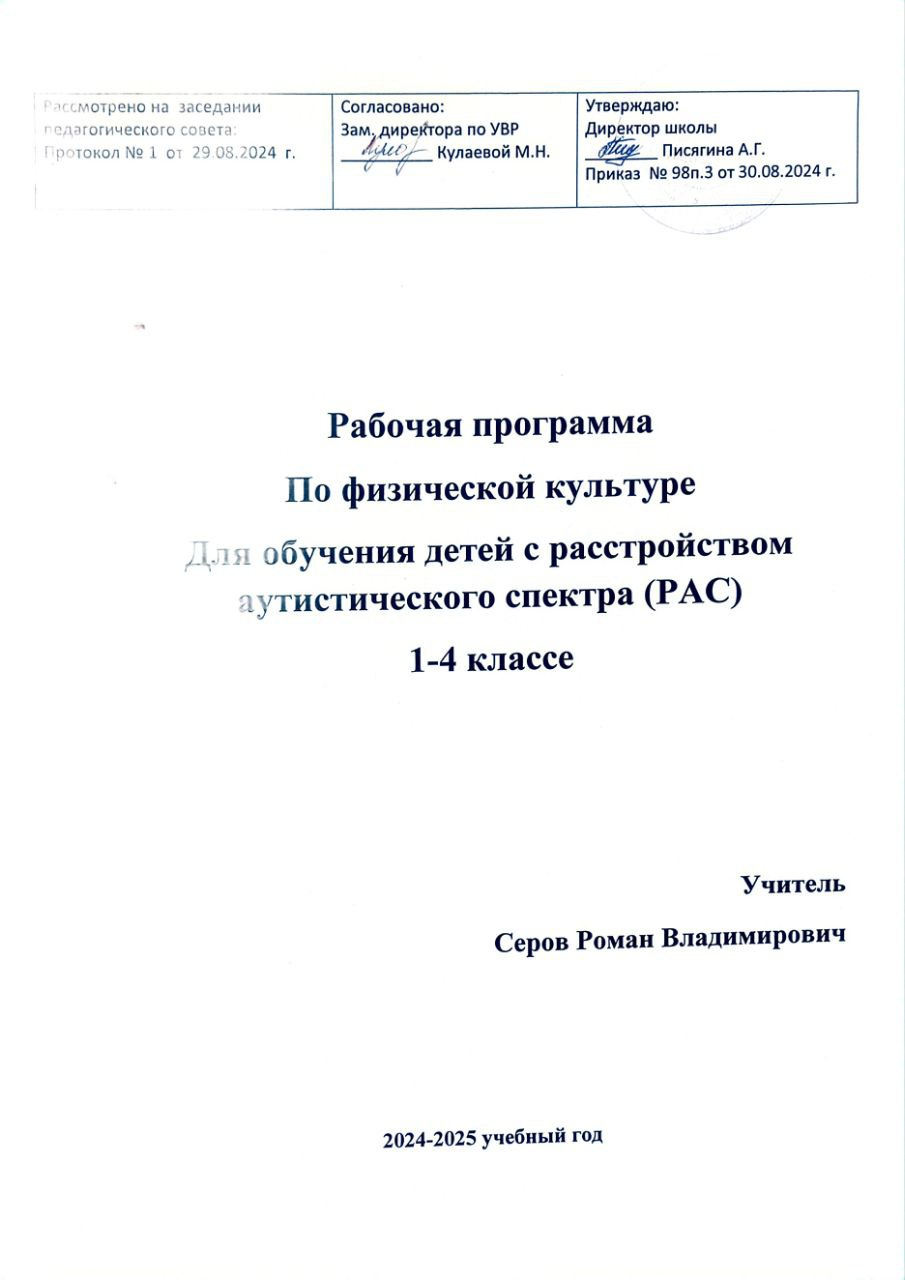 Рассмотрено на заседании
педагогического совета:
Протокол № 1 от 29.08.2024 г.
Согласовано:
Зам. директора по УВР
___________ Кулаевой М.Н.
Утверждаю:
Директор школы
_________ Писягина А.Г.
Приказ № 98п.3 от 30.08.2024 г.
Рабочая программа
По физической культуре
Для обучения детей с расстройством
аутистического спектра (РАС)
1-4 классе
Учитель
Серов Роман Владимирович
2024-2025 учебный год